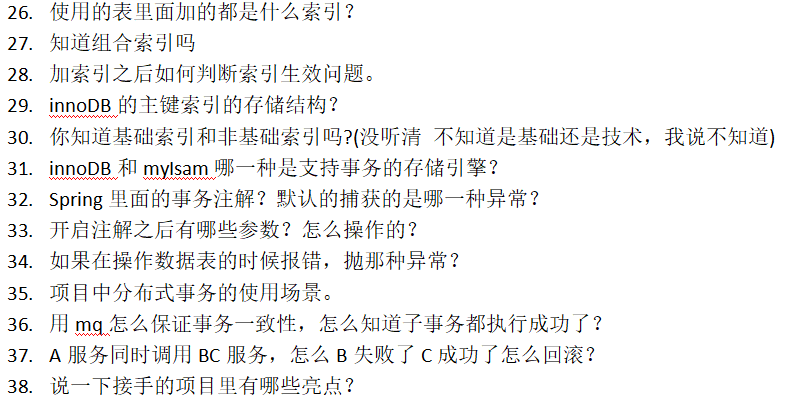 26. 使用的表里面加的都是什么索引？
27. 知道组合索引吗
28. 加索引之后如何判断索引生效问题。
29. innoDB 的主键索引的存储结构？
30. 你知道基础索引和非基础索引吗?(没听清 不知道是基础还是技术，我说不知道)
31. innoDB 和 myIsam 哪一种是支持事务的存储引擎？
32. Spring 里面的事务注解？默认的捕获的是哪一种异常？
33. 开启注解之后有哪些参数？怎么操作的？
34. 如果在操作数据表的时候报错，抛那种异常？
35. 项目中分布式事务的使用场景。
36. 用 mq 怎么保证事务一致性，怎么知道子事务都执行成功了？
37. A 服务同时调用 BC 服务，怎么 B 失败了 C 成功了怎么回滚？
38. 说一下接手的项目里有哪些亮点？